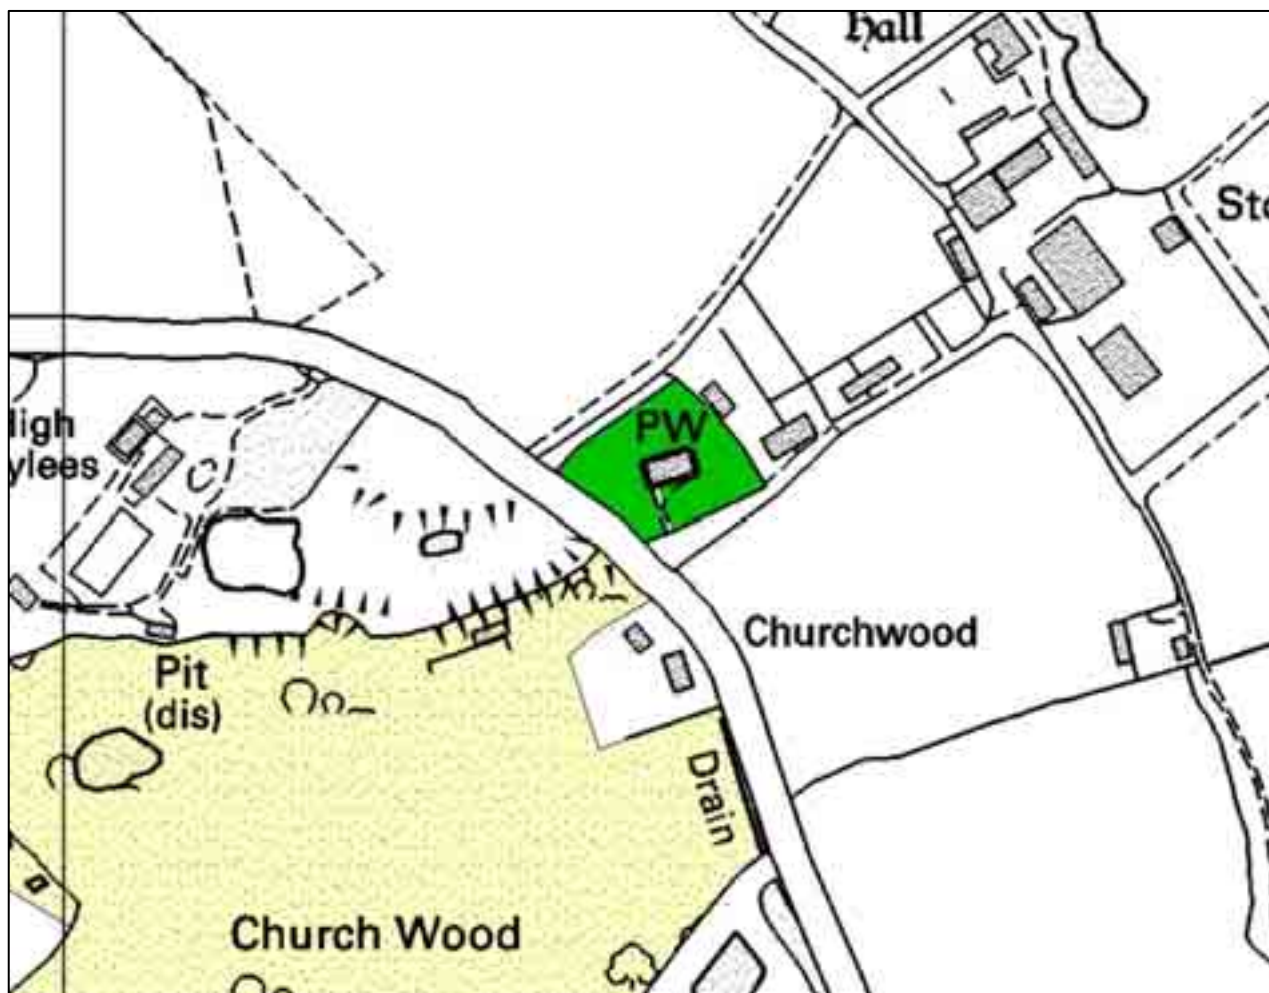 hall
Ste
PW
High
ylees
Churchwood
Pit
(dis)
Drain
Church Wood